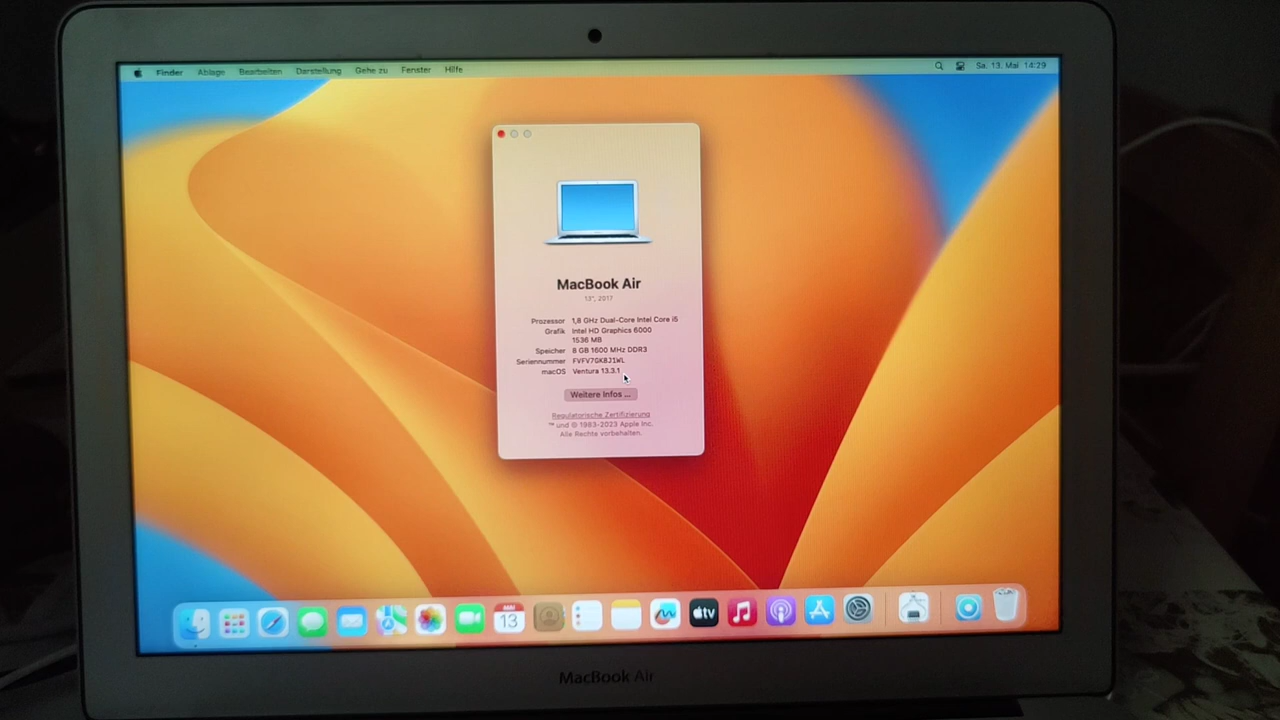 Finder Ablage Bearbeiten Darstellung Gehe zu Fenster Hilfe
Sa. 13. Mai 14:29
MacBook Air
13", 2017
Prozessor 1,8 GHz Dual-Core Intel Core i5
Grafik Intel HD Graphics 6000
1536 MB
Speicher 8 GB 1600 MHz DDR3
Seriennummer FVFV7GK8J1WL
macOS Ventura 13.3.1
Weitere Infos ...
Regulatorische Zertifizierung
™ und © 1983-2023 Apple Inc.
Alle Rechte vorbehalten.
MAI
13
tv
MacBook Air